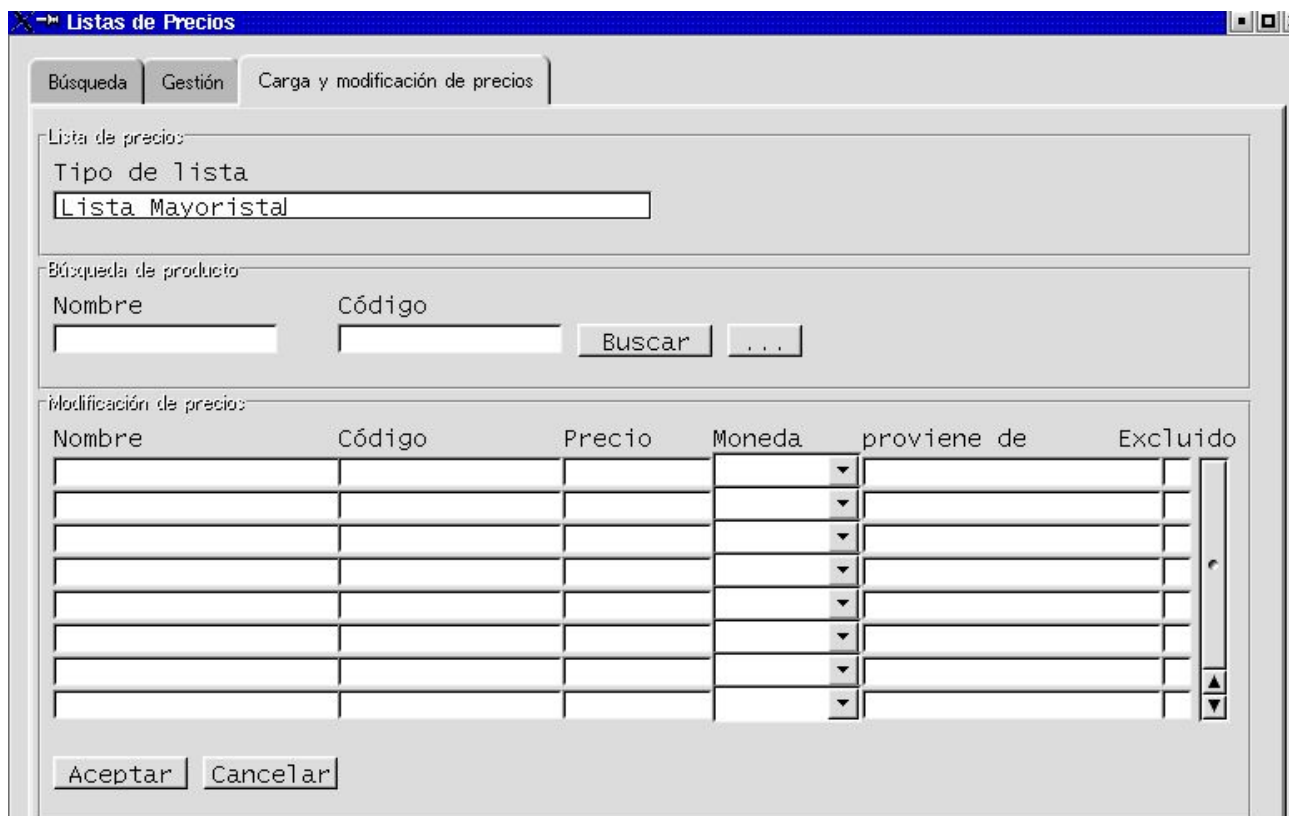 Listas de Precios
Búsqueda Gestión Carga y modificación de precios
Lista de precios
Tipo de lista
Lista Mayorista
Búsqueda de producto
Nombre Código
Buscar ...
Modificación de precios
Nombre Código Precio Moneda proviene de Excluido
Aceptar Cancelar